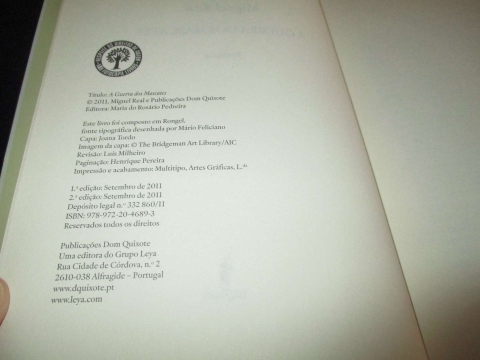 Título: A Guerra dos Mascates
© 2011, Miguel Real e Publicações Dom Quixote
Editora: Maria do Rosário Pedreira
Este livro foi composto em Rongel,
fonte tipográfica desenhada por Mário Feliciano
Capa: Joana Tordo
Imagem da capa: © The Bridgeman Art Library/AIC
Revisão: Luís Milheiro
Paginação: Henrique Pereira
Impressão e acabamento: Multitipo, Artes Gráficas, L.da
1.ª edição: Setembro de 2011
2.ª edição: Setembro de 2011
Depósito legal n.º 332 860/11
ISBN: 978-972-20-4689-3
Reservados todos os direitos
Publicações Dom Quixote
Uma editora do Grupo Leya
Rua Cidade de Córdova, n.º 2
2610-038 Alfragide – Portugal
www.dquixote.pt
www.leya.com